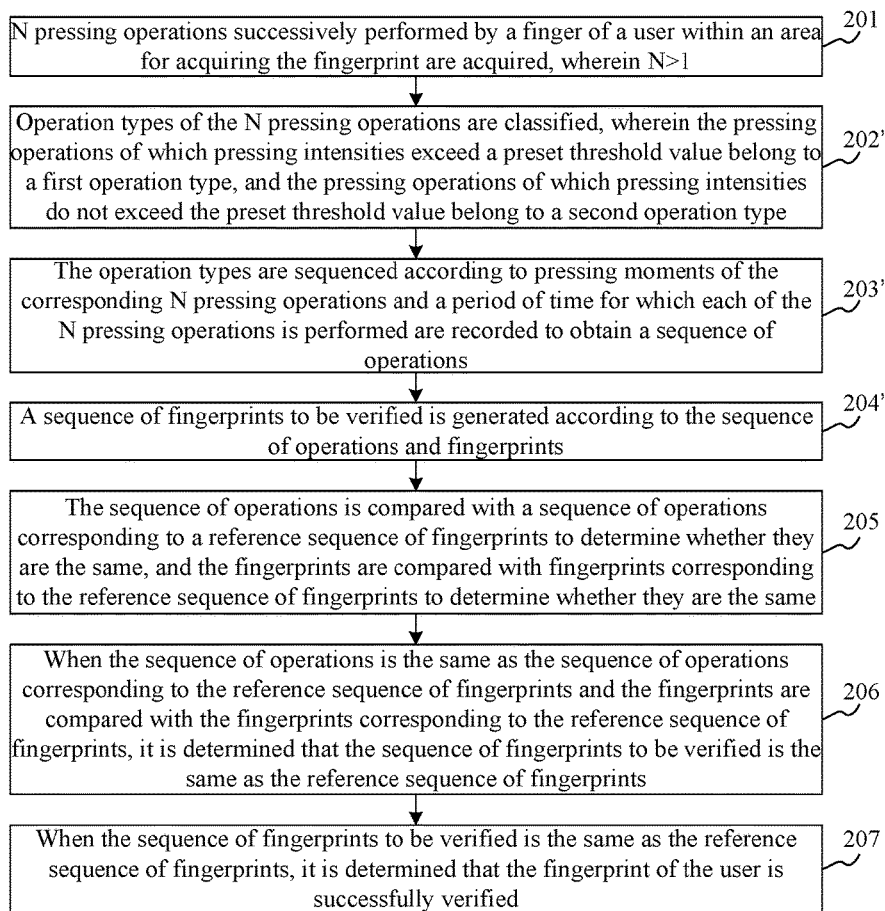 201
N pressing operations successively performed by a finger of a user within an area
for acquiring the fingerprint are acquired, wherein N>1
Operation types of the N pressing operations are classified, wherein the pressing
operations of which pressing intensities exceed a preset threshold value belong to
a first operation type, and the pressing operations of which pressing intensities
do not exceed the preset threshold value belong to a second operation type
202’
The operation types are sequenced according to pressing moments of the
corresponding N pressing operations and a period of time for which each of the
N pressing operations is performed are recorded to obtain a sequence of
operations
203’
A sequence of fingerprints to be verified is generated according to the sequence
of operations and fingerprints
204’
The sequence of operations is compared with a sequence of operations
corresponding to a reference sequence of fingerprints to determine whether they
are the same, and the fingerprints are compared with fingerprints corresponding
to the reference sequence of fingerprints to determine whether they are the same
205
When the sequence of operations is the same as the sequence of operations
corresponding to the reference sequence of fingerprints and the fingerprints are
compared with the fingerprints corresponding to the reference sequence of
fingerprints, it is determined that the sequence of fingerprints to be verified is the
same as the reference sequence of fingerprints
206
When the sequence of fingerprints to be verified is the same as the reference
sequence of fingerprints, it is determined that the fingerprint of the user is
successfully verified
207